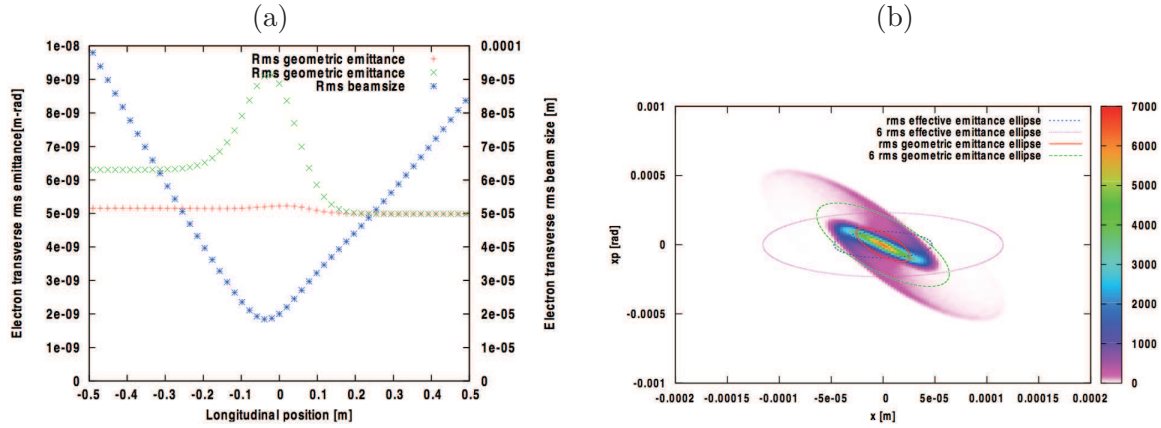 (a)
(b)
Electron transverse rms emittance[m-rad]
1e-08
9e-09
8e-09
7e-09
6e-09
5e-09
4e-09
3e-09
2e-09
1e-09
0
Rms geometric emittance
Rms geometric emittance
Rms beamsize
0.0001
9e-05
8e-05
7e-05
6e-05
5e-05
4e-05
3e-05
2e-05
1e-05
0
Electron transverse rms beam size [m]
-0.5 -0.4 -0.3 -0.2 -0.1 0 0.1 0.2 0.3 0.4 0.5
Longitudinal position [m]
xp [rad]
0.001
0.0005
0
-0.0005
-0.001
rms effective emittance ellipse
6 rms effective emittance ellipse
rms geometric emittance ellipse
6 rms geometric emittance ellipse
7000
6000
5000
4000
3000
2000
1000
0
-0.0002 -0.00015 -0.0001 -5e-05 0 5e-05 0.0001 0.00015 0.0002
x [m]